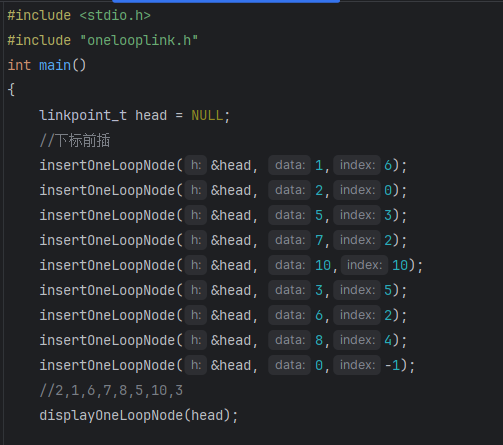 #include <stdio.h>
#include "onelooplink.h"
int main()
{
linkpoint_t head = NULL;
//下标前插
insertOneLoopNode( h: &head, data: 1, index: 6);
insertOneLoopNode( h: &head, data: 2, index: 0);
insertOneLoopNode( h: &head, data: 5, index: 3);
insertOneLoopNode( h: &head, data: 7, index: 2);
insertOneLoopNode( h: &head, data: 10, index: 10);
insertOneLoopNode( h: &head, data: 3, index: 5);
insertOneLoopNode( h: &head, data: 6, index: 2);
insertOneLoopNode( h: &head, data: 8, index: 4);
insertOneLoopNode( h: &head, data: 0, index: -1);
//2,1,6,7,8,5,10,3
displayOneLoopNode(head);